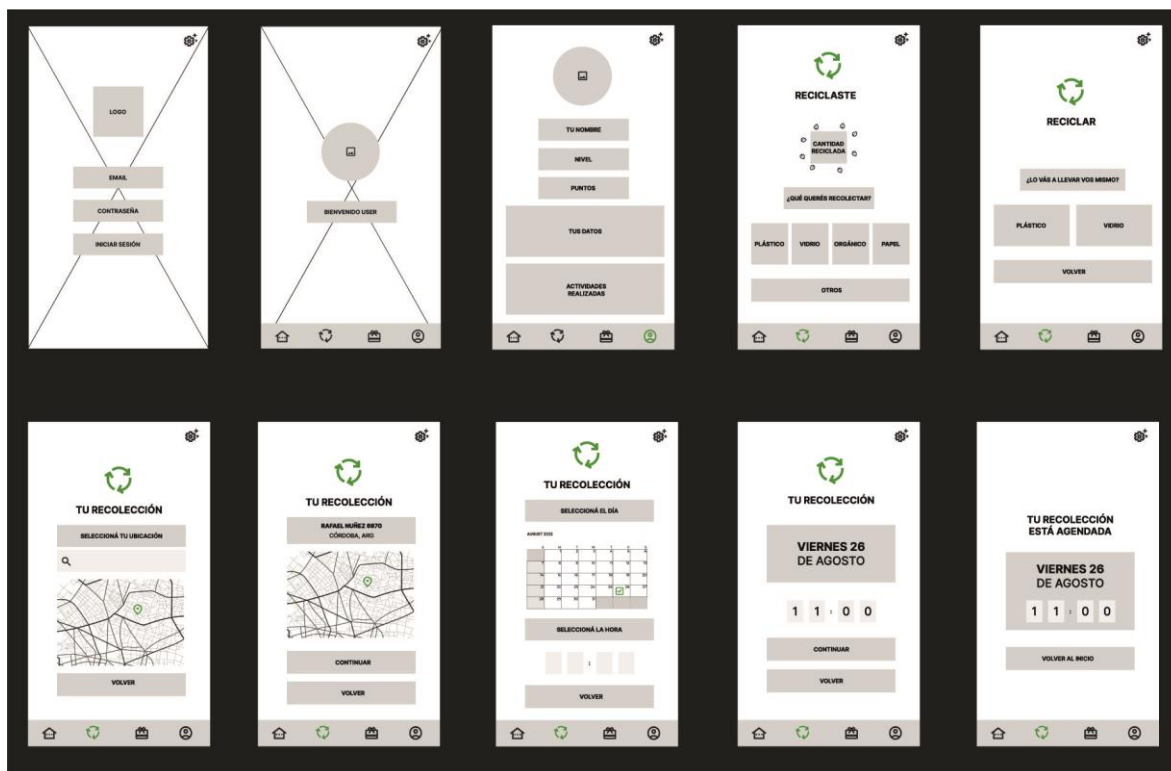 LOGO
EMAIL
CONTRASEÑA
INICIAR SESIÓN
BIENVENIDO USER
TU NOMBRE
NIVEL
PUNTOS
TUS DATOS
ACTIVIDADES
REALIZADAS
RECICLASTE
CANTIDAD
RECICLADA
¿QUÉ QUERÉS RECOLECTAR?
PLÁSTICO VIDRIO ORGÁNICO PAPEL
OTROS
RECICLAR
¿LO VÁS A LLEVAR VOS MISMO?
PLÁSTICO VIDRIO
VOLVER
TU RECOLECCIÓN
SELECCIONÁ TU UBICACIÓN
VOLVER
TU RECOLECCIÓN
RAFAEL NUÑEZ 6970
CÓRDOBA, ARG
CONTINUAR
VOLVER
TU RECOLECCIÓN
SELECCIONÁ EL DÍA
SELECCIONÁ LA HORA
:
VOLVER
TU RECOLECCIÓN
VIERNES 26
DE AGOSTO
1 1 : 0 0
CONTINUAR
VOLVER
TU RECOLECCIÓN
ESTÁ AGENDADA
VIERNES 26
DE AGOSTO
1 1 : 0 0
VOLVER AL INICIO